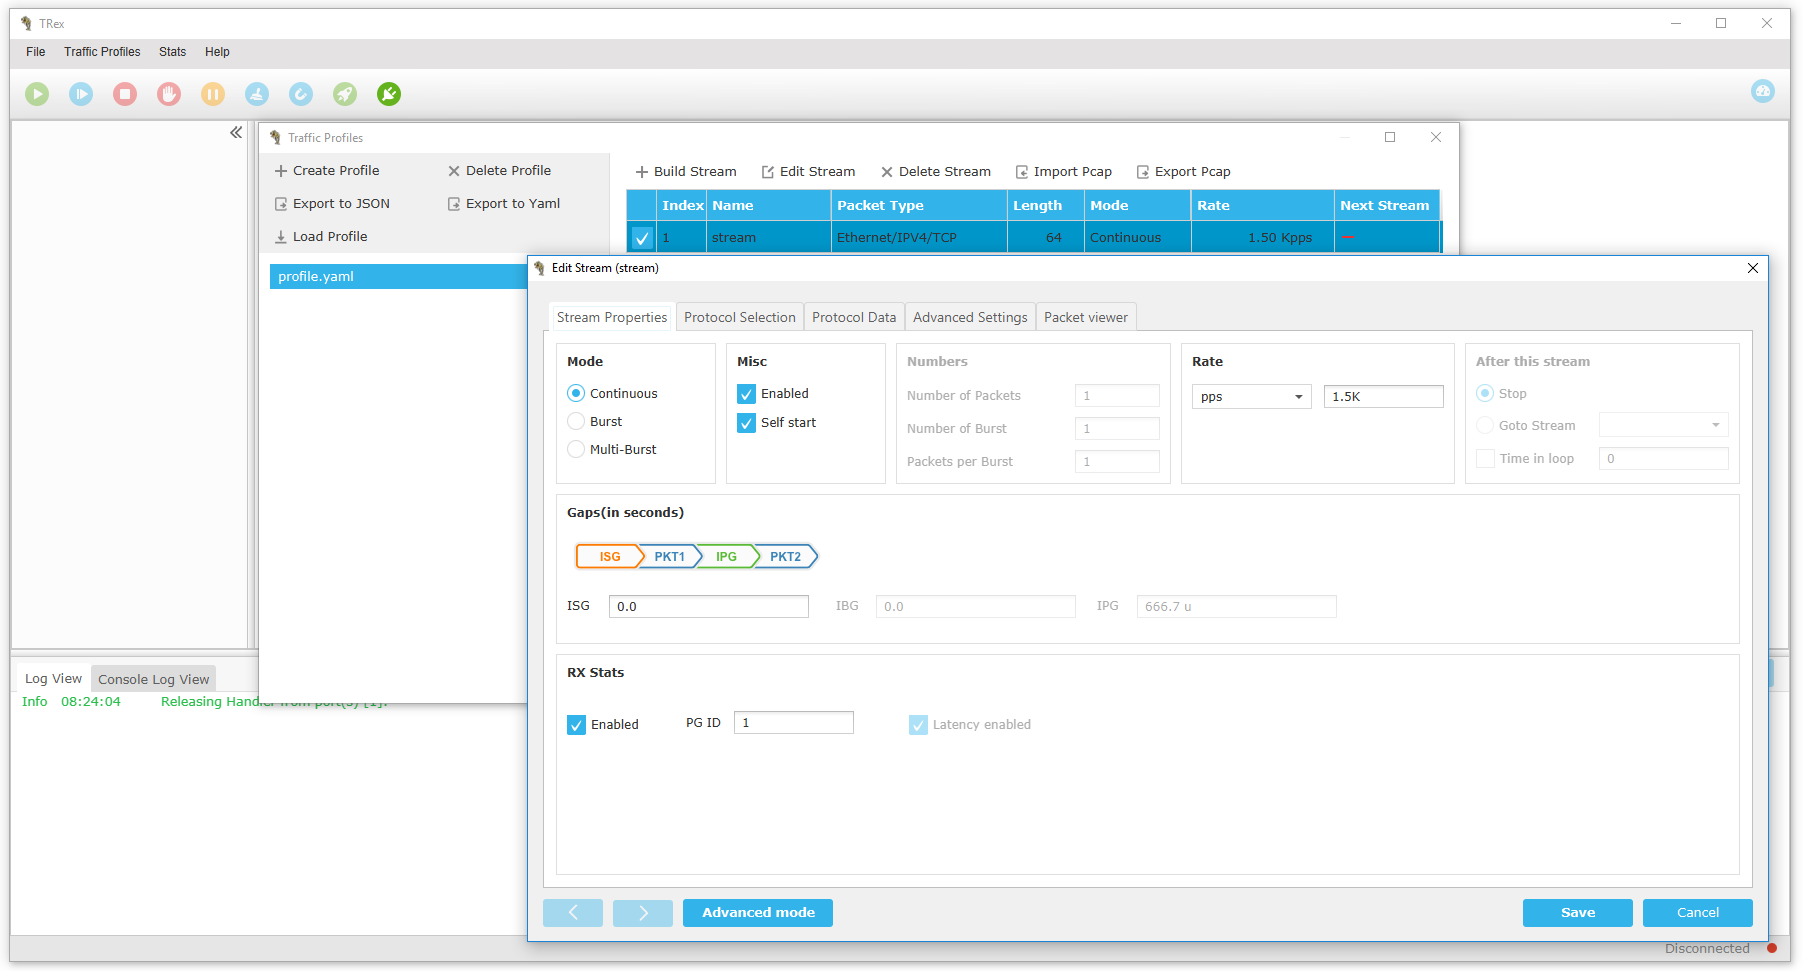 TRex
File Traffic Profiles Stats Help
Traffic Profiles
Create Profile Delete Profile
Export to JSON Export to Yaml
Load Profile
profile.yaml
Build Stream Edit Stream Delete Stream Import Pcap Export Pcap
Index Name Packet Type Length Mode Rate Next Stream
1 stream Ethernet/IPV4/TCP 64 Continuous 1.50 Kpps
Edit Stream (stream)
Stream Properties Protocol Selection Protocol Data Advanced Settings Packet viewer
Mode
Continuous
Burst
Multi-Burst
Misc
Enabled
Self start
Numbers
Number of Packets 1
Number of Burst 1
Packets per Burst 1
Rate
pps 1.5K
After this stream
Stop
Goto Stream
Time in loop 0
Gaps(in seconds)
ISG PKT1 IPG PKT2
ISG 0.0 IBG 0.0 IPG 666.7 u
RX Stats
Enabled PG ID 1 Latency enabled
Advanced mode Save Cancel
Log View Console Log View
Info 08:24:04 Releasing Handler from port(s) [1].
Disconnected